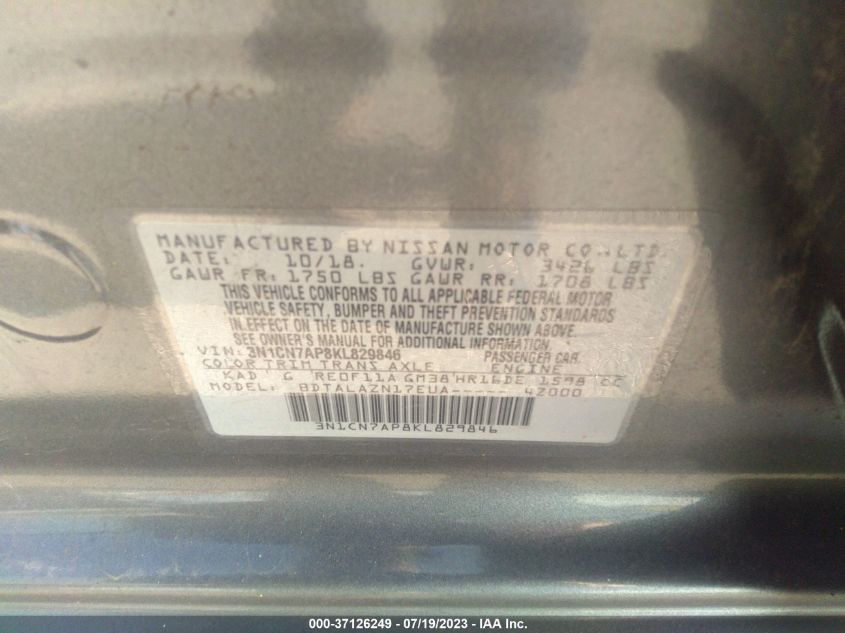 MANUFACTURED BY NISSAN MOTOR CO.,LTD.
DATE: 10/18. GVWR: 3426 LBS
GAWR FR: 1750 LBS GAWR RR: 1708 LBS
THIS VEHICLE CONFORMS TO ALL APPLICABLE FEDERAL MOTOR
VEHICLE SAFETY, BUMPER AND THEFT PREVENTION STANDARDS
IN EFFECT ON THE DATE OF MANUFACTURE SHOWN ABOVE.
SEE OWNER'S MANUAL FOR ADDITIONAL INFORMATION.
VIN: 3N1CN7AP8KL829846 PASSENGER CAR
COLOR TRIM TRANS AXLE ENGINE
KAD G RE0F11A GM38 HR16DE 1598 CC
MODEL: BDTALAZN17EUA----- 42000
3N1CN7AP8KL829846
000-37126249 - 07/19/2023 - IAA Inc.